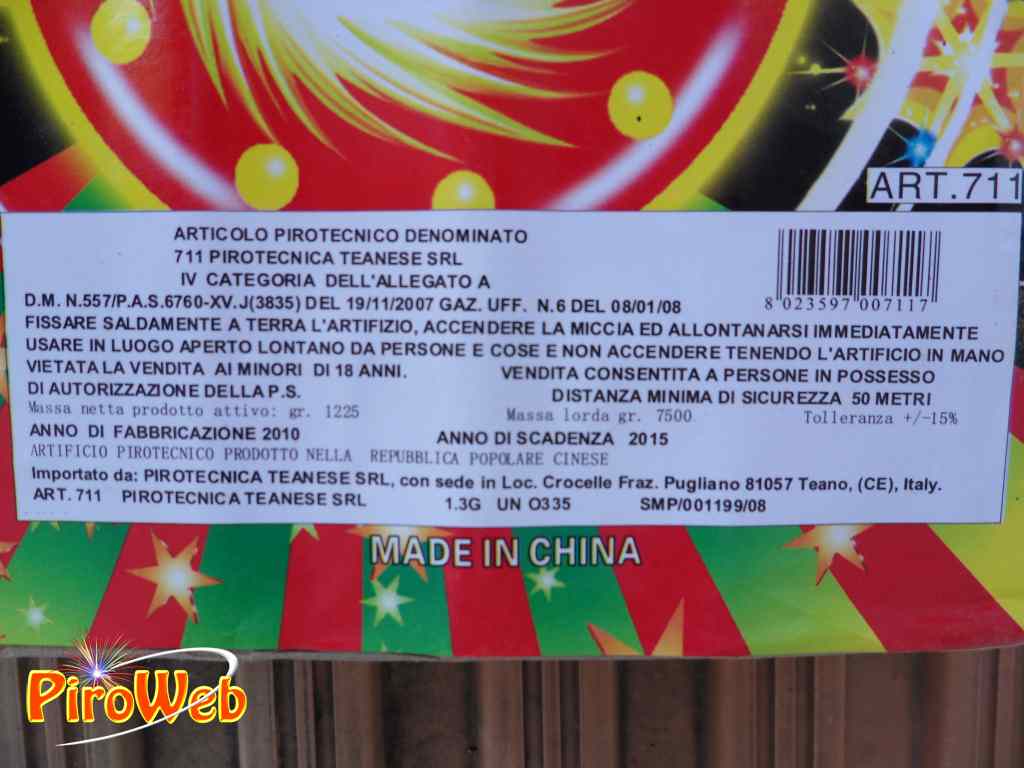 ART.711
ARTICOLO PIROTECNICO DENOMINATO
711 PIROTECNICA TEANESE SRL
IV CATEGORIA DELL'ALLEGATO A
8 023597 007117
D.M. N.557/P.A.S.6760-XV.J(3835) DEL 19/11/2007 GAZ. UFF. N.6 DEL 08/01/08
FISSARE SALDAMENTE A TERRA L'ARTIFIZIO, ACCENDERE LA MICCIA ED ALLONTANARSI IMMEDIATAMENTE
USARE IN LUOGO APERTO LONTANO DA PERSONE E COSE E NON ACCENDERE TENENDO L'ARTIFICIO IN MANO
VIETATA LA VENDITA AI MINORI DI 18 ANNI. VENDITA CONSENTITA A PERSONE IN POSSESSO
DI AUTORIZZAZIONE DELLA P.S. DISTANZA MINIMA DI SICUREZZA 50 METRI
Massa netta prodotto attivo: gr. 1225 Massa lorda gr. 7500 Tolleranza +/-15%
ANNO DI FABBRICAZIONE 2010 ANNO DI SCADENZA 2015
ARTIFICIO PIROTECNICO PRODOTTO NELLA REPUBBLICA POPOLARE CINESE
Importato da: PIROTECNICA TEANESE SRL, con sede in Loc. Crocelle Fraz. Pugliano 81057 Teano, (CE), Italy.
ART. 711 PIROTECNICA TEANESE SRL 1.3G UN O335 SMP/001199/08
MADE IN CHINA
PiroWeb